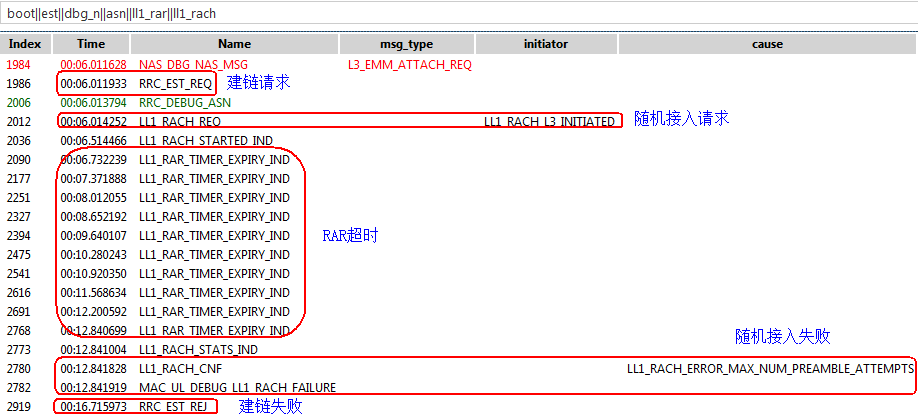 boot||est||dbg_n||asn||ll1_rar||ll1_rach
Index Time Name msg_type initiator cause
1984 00:06.011628 NAS_DBG_NAS_MSG L3_EMM_ATTACH_REQ
1986 00:06.011933 RRC_EST_REQ 建链请求
2006 00:06.013794 RRC_DEBUG_ASN
2012 00:06.014252 LL1_RACH_REQ LL1_RACH_L3_INITIATED 随机接入请求
2036 00:06.514466 LL1_RACH_STARTED_IND
2090 00:06.732239 LL1_RAR_TIMER_EXPIRY_IND
2177 00:07.371888 LL1_RAR_TIMER_EXPIRY_IND
2251 00:08.012055 LL1_RAR_TIMER_EXPIRY_IND
2327 00:08.652192 LL1_RAR_TIMER_EXPIRY_IND
2394 00:09.640107 LL1_RAR_TIMER_EXPIRY_IND RAR超时
2475 00:10.280243 LL1_RAR_TIMER_EXPIRY_IND
2541 00:10.920350 LL1_RAR_TIMER_EXPIRY_IND
2616 00:11.568634 LL1_RAR_TIMER_EXPIRY_IND
2691 00:12.200592 LL1_RAR_TIMER_EXPIRY_IND
2768 00:12.840699 LL1_RAR_TIMER_EXPIRY_IND
2773 00:12.841004 LL1_RACH_STATS_IND 随机接入失败
2780 00:12.841828 LL1_RACH_CNF LL1_RACH_ERROR_MAX_NUM_PREAMBLE_ATTEMPTS
2782 00:12.841919 MAC_UL_DEBUG_LL1_RACH_FAILURE
2919 00:16.715973 RRC_EST_REJ 建链失败